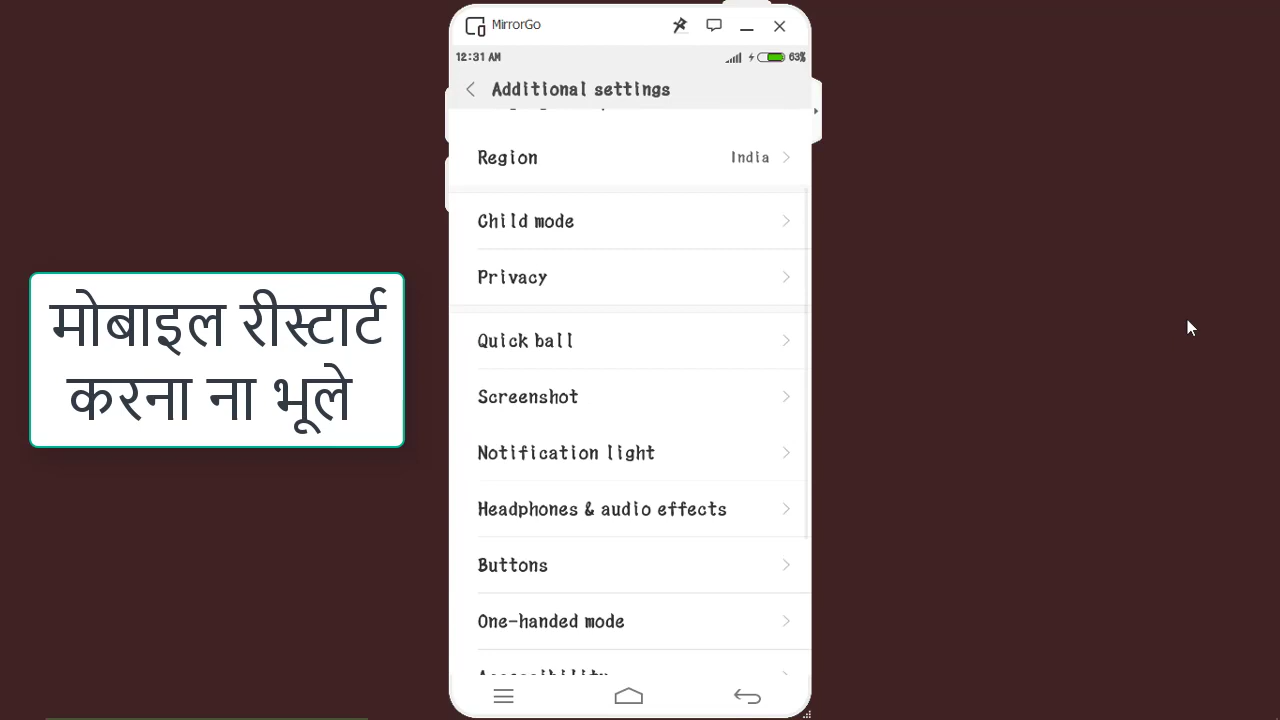 MirrorGo
12:31 AM
63%
Additional settings
Region
India
Child mode
Privacy
Quick ball
Screenshot
Notification light
Headphones & audio effects
Buttons
One-handed mode
मोबाइल रीस्टार्ट
करना ना भूले